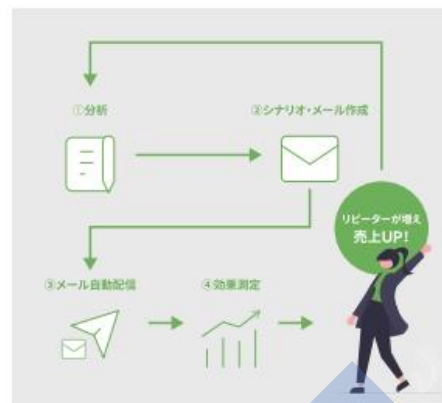 ①分析
②シナリオ・メール作成
リピーターが増え
売上UP!
③メール自動配信
④効果測定